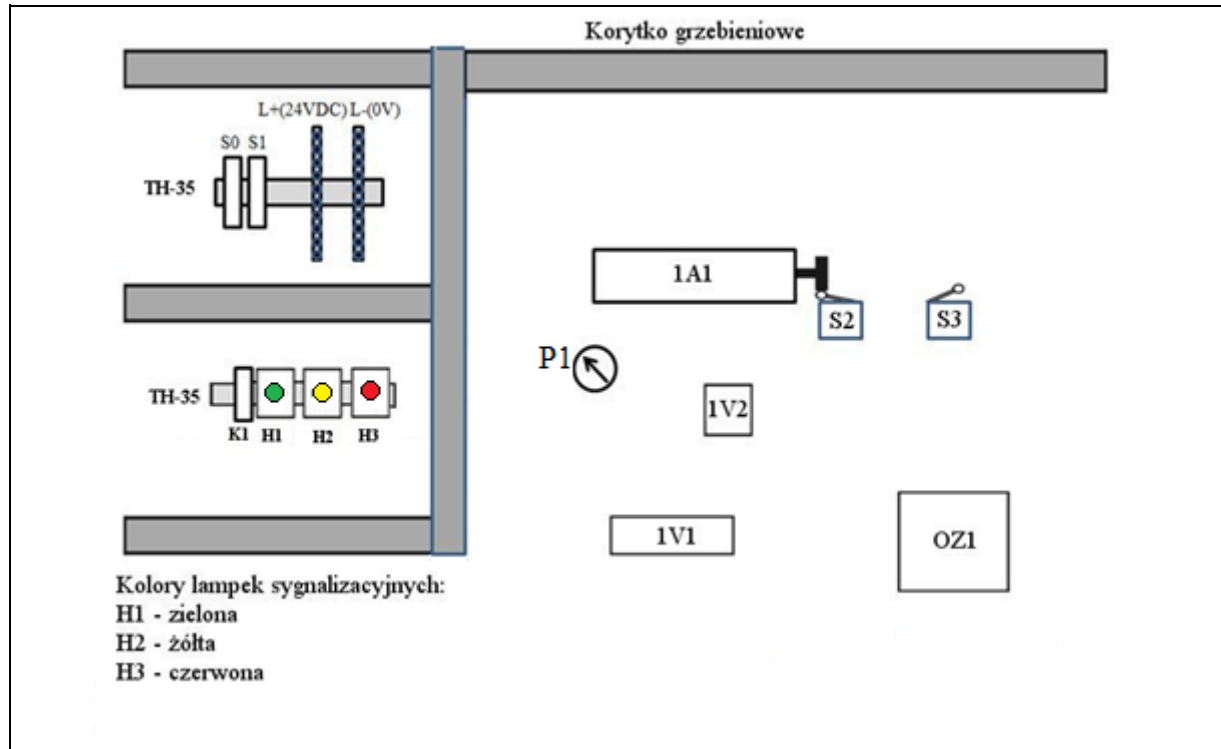 Korytko grzebieniowe
L+(24VDC) L-(0V)
S0 S1
TH-35
1A1
S2
S3
P1
TH-35
1V2
K1 H1 H2 H3
1V1
OZ1
Kolory lampek sygnalizacyjnych:
H1 - zielona
H2 - żółta
H3 - czerwona